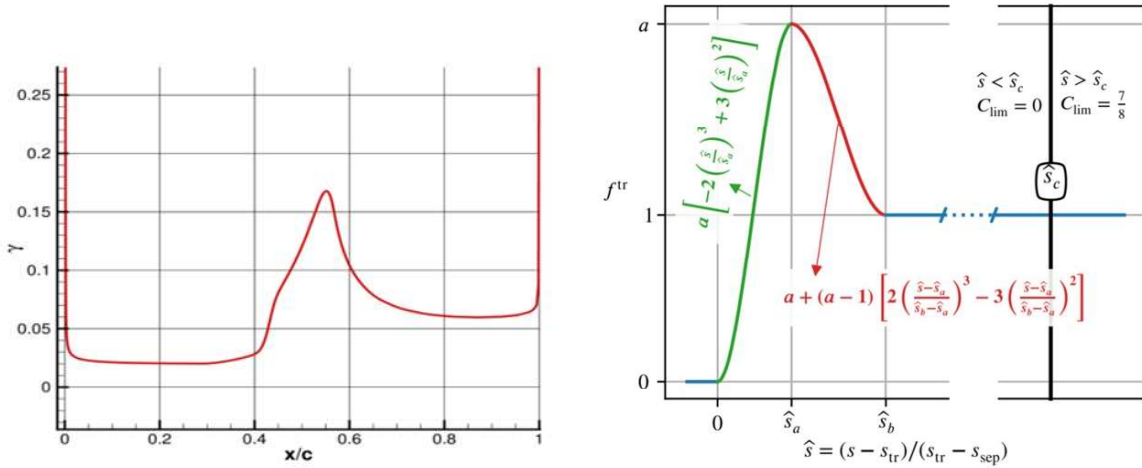 0.25
0.2
0.15
γ
0.1
0.05
0
0 0.2 0.4 0.6 0.8 1
x/c
a
f^tr
1
0
a[−2(ŝ/ŝ_a)^3 + 3(ŝ/ŝ_a)^2]
ŝ < ŝ_c
C_lim = 0
ŝ > ŝ_c
C_lim = 7/8
ŝ_c
a + (a − 1) [2 ((ŝ−ŝ_a)/(ŝ_b−ŝ_a))^3 − 3 ((ŝ−ŝ_a)/(ŝ_b−ŝ_a))^2]
0 ŝ_a ŝ_b
ŝ = (s − s_tr)/(s_tr − s_sep)